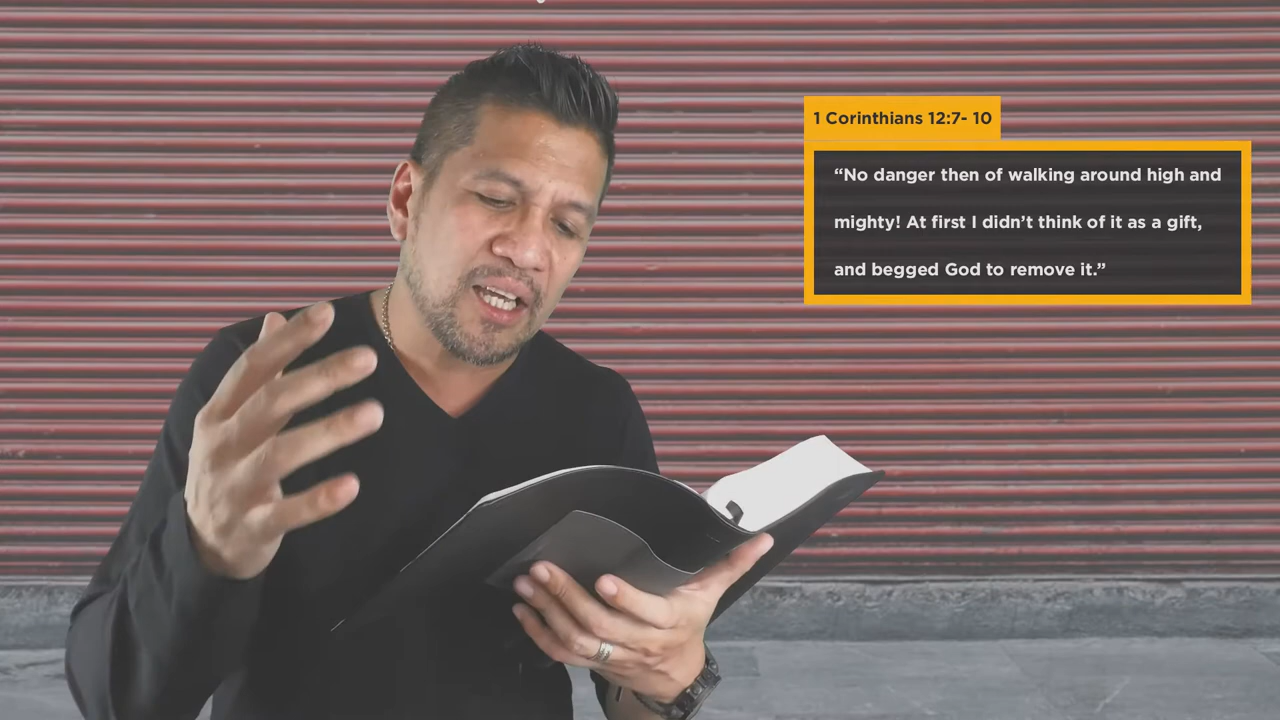 1 Corinthians 12:7- 10
“No danger then of walking around high and
mighty! At first I didn’t think of it as a gift,
and begged God to remove it.”